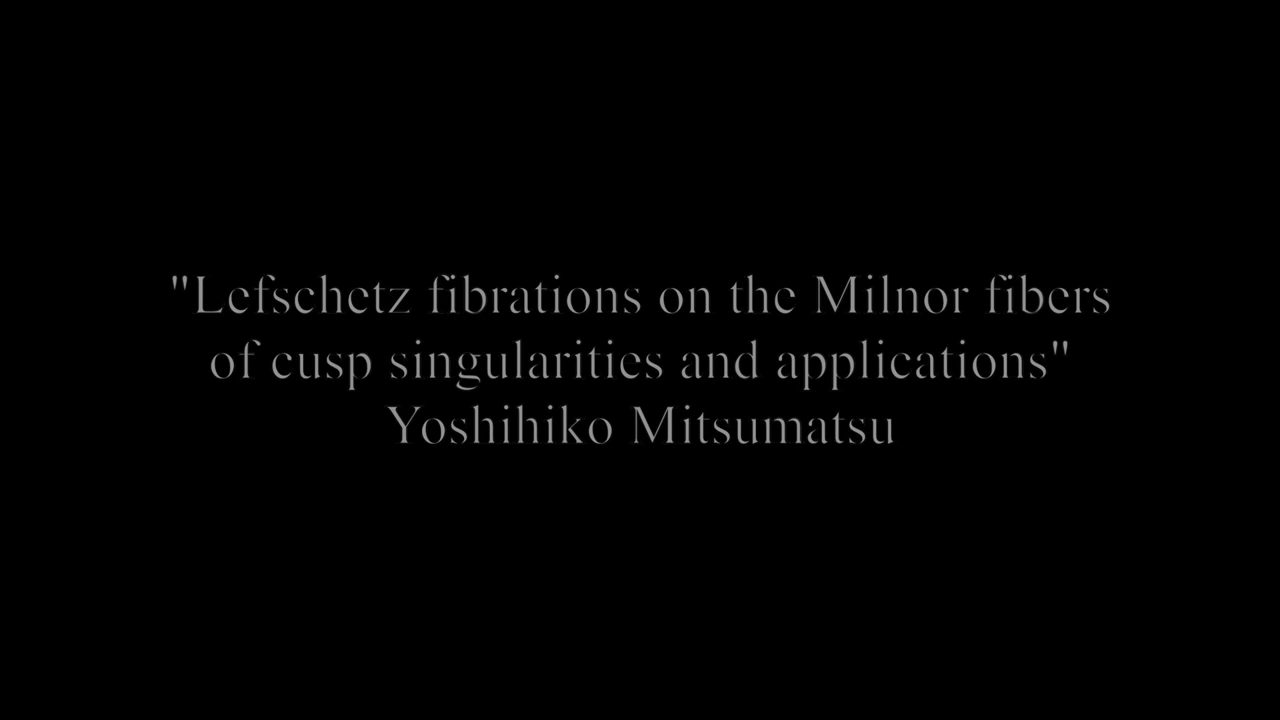 "Lefschetz fibrations on the Milnor fibers
of cusp singularities and applications"
Yoshihiko Mitsumatsu